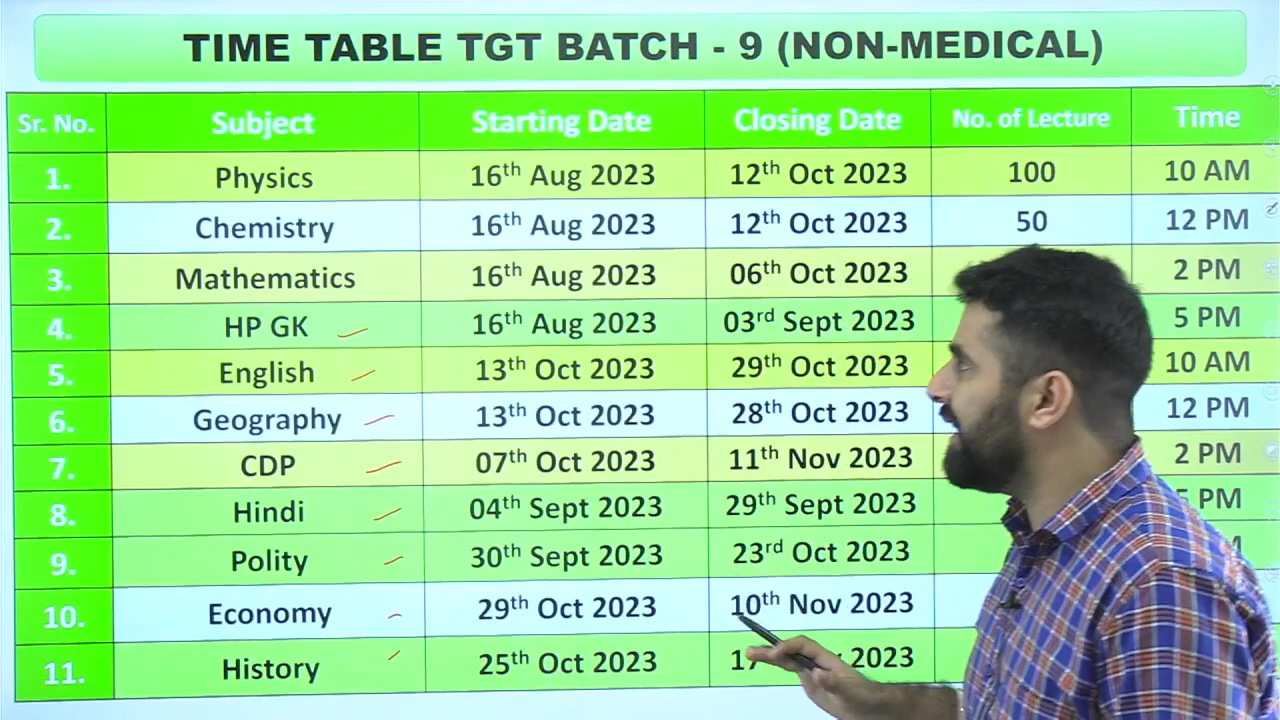 TIME TABLE TGT BATCH - 9 (NON-MEDICAL)
Sr. No. Subject Starting Date Closing Date No. of Lecture Time
1. Physics 16th Aug 2023 12th Oct 2023 100 10 AM
2. Chemistry 16th Aug 2023 12th Oct 2023 50 12 PM
3. Mathematics 16th Aug 2023 06th Oct 2023 2 PM
4. HP GK 16th Aug 2023 03rd Sept 2023 5 PM
5. English 13th Oct 2023 29th Oct 2023 10 AM
6. Geography 13th Oct 2023 28th Oct 2023 12 PM
7. CDP 07th Oct 2023 11th Nov 2023 2 PM
8. Hindi 04th Sept 2023 29th Sept 2023 5 PM
9. Polity 30th Sept 2023 23rd Oct 2023
10. Economy 29th Oct 2023 10th Nov 2023
11. History 25th Oct 2023 2023